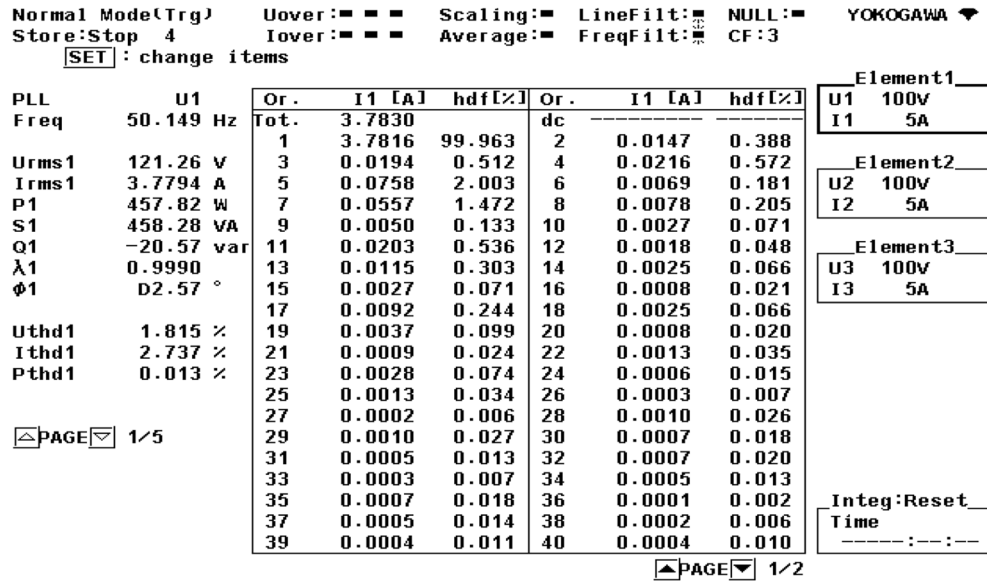 Normal Mode(Trg) Uover:= = = Scaling:= LineFilt:= NULL:= YOKOGAWA
Store:Stop 4 Iover:= = = Average:= FreqFilt:= CF:3
SET : change items
PLL U1
Freq 50.149 Hz
Urms1 121.26 V
Irms1 3.7794 A
P1 457.82 W
S1 458.28 VA
Q1 -20.57 var
λ1 0.9990
Φ1 D2.57 °
Uthd1 1.815 %
Ithd1 2.737 %
Pthd1 0.013 %
PAGE 1/5
Or. I1 [A] hdf[%] Or. I1 [A] hdf[%]
Tot. 3.7830 dc --------- -------
1 3.7816 99.963 2 0.0147 0.388
3 0.0194 0.512 4 0.0216 0.572
5 0.0758 2.003 6 0.0069 0.181
7 0.0557 1.472 8 0.0078 0.205
9 0.0050 0.133 10 0.0027 0.071
11 0.0203 0.536 12 0.0018 0.048
13 0.0115 0.303 14 0.0025 0.066
15 0.0027 0.071 16 0.0008 0.021
17 0.0092 0.244 18 0.0025 0.066
19 0.0037 0.099 20 0.0008 0.020
21 0.0009 0.024 22 0.0013 0.035
23 0.0028 0.074 24 0.0006 0.015
25 0.0013 0.034 26 0.0003 0.007
27 0.0002 0.006 28 0.0010 0.026
29 0.0010 0.027 30 0.0007 0.018
31 0.0005 0.013 32 0.0007 0.020
33 0.0003 0.007 34 0.0005 0.013
35 0.0007 0.018 36 0.0001 0.002
37 0.0005 0.014 38 0.0002 0.006
39 0.0004 0.011 40 0.0004 0.010
PAGE 1/2
Element1
U1 100V
I1 5A
Element2
U2 100V
I2 5A
Element3
U3 100V
I3 5A
Integ:Reset
Time
-----:--:--